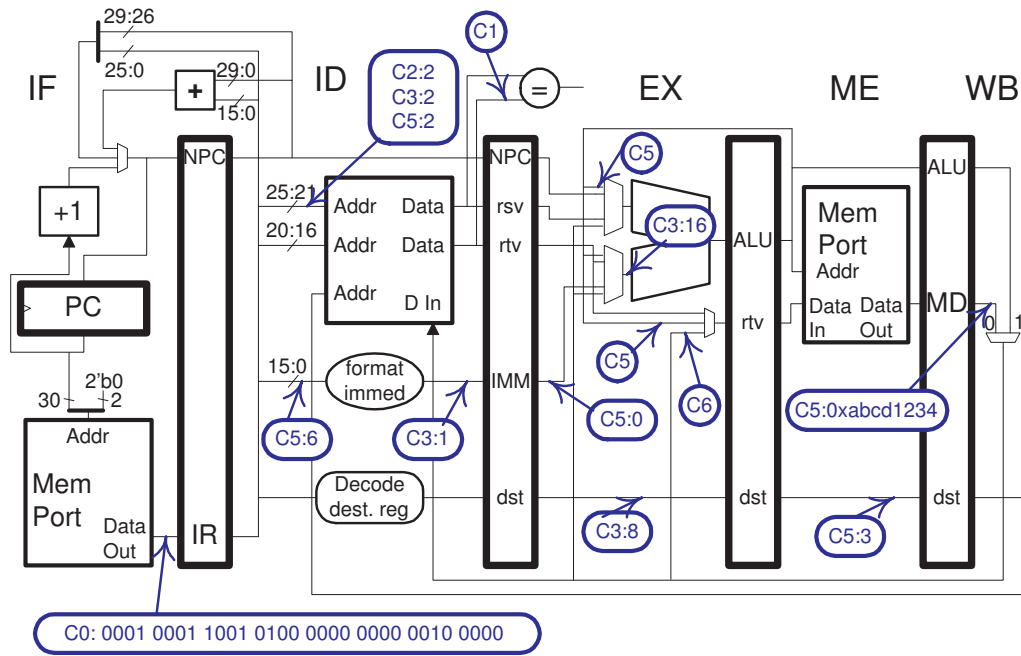 29:26
25:0
29:0
15:0
+
IF
ID
EX
ME
WB
C1
=
C2:2
C3:2
C5:2
NPC
NPC
C5
ALU
+1
25:21
Addr
Data
rsv
C3:16
Mem
Port
20:16
Addr
Data
rtv
ALU
Addr
Addr
D In
PC
Data
In
Data
Out
MD
0
1
rtv
15:0
format
immed
IMM
C5
C6
2'b0
30
2
C5:0
C5:0xabcd1234
Addr
C5:6
C3:1
Mem
Port
Data
Out
IR
Decode
dest. reg
dst
dst
dst
C3:8
C5:3
C0: 0001 0001 1001 0100 0000 0000 0010 0000